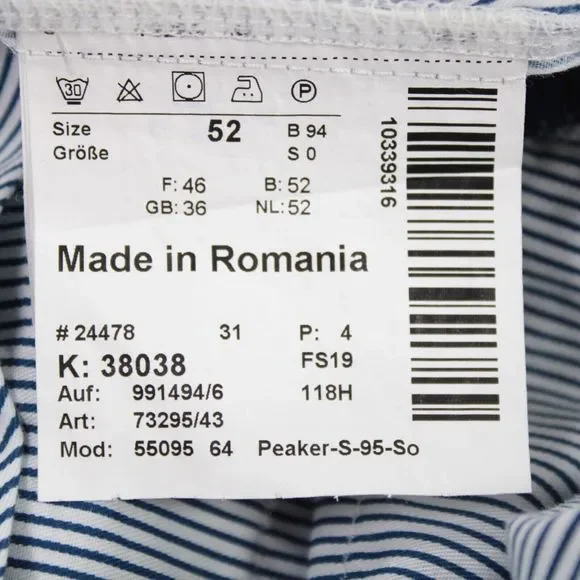 30 P
Size 52 B 94
Größe S 0
F: 46 B: 52
GB: 36 NL: 52
Made in Romania
10339316
# 24478 31 P: 4
K: 38038 FS19
Auf: 991494/6 118H
Art: 73295/43
Mod: 55095 64 Peaker-S-95-So